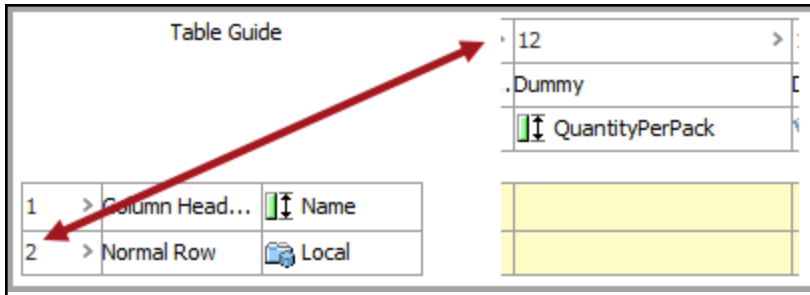 Table Guide
12
.Dummy
QuantityPerPack
1 > Column Head... Name
2 > Normal Row Local